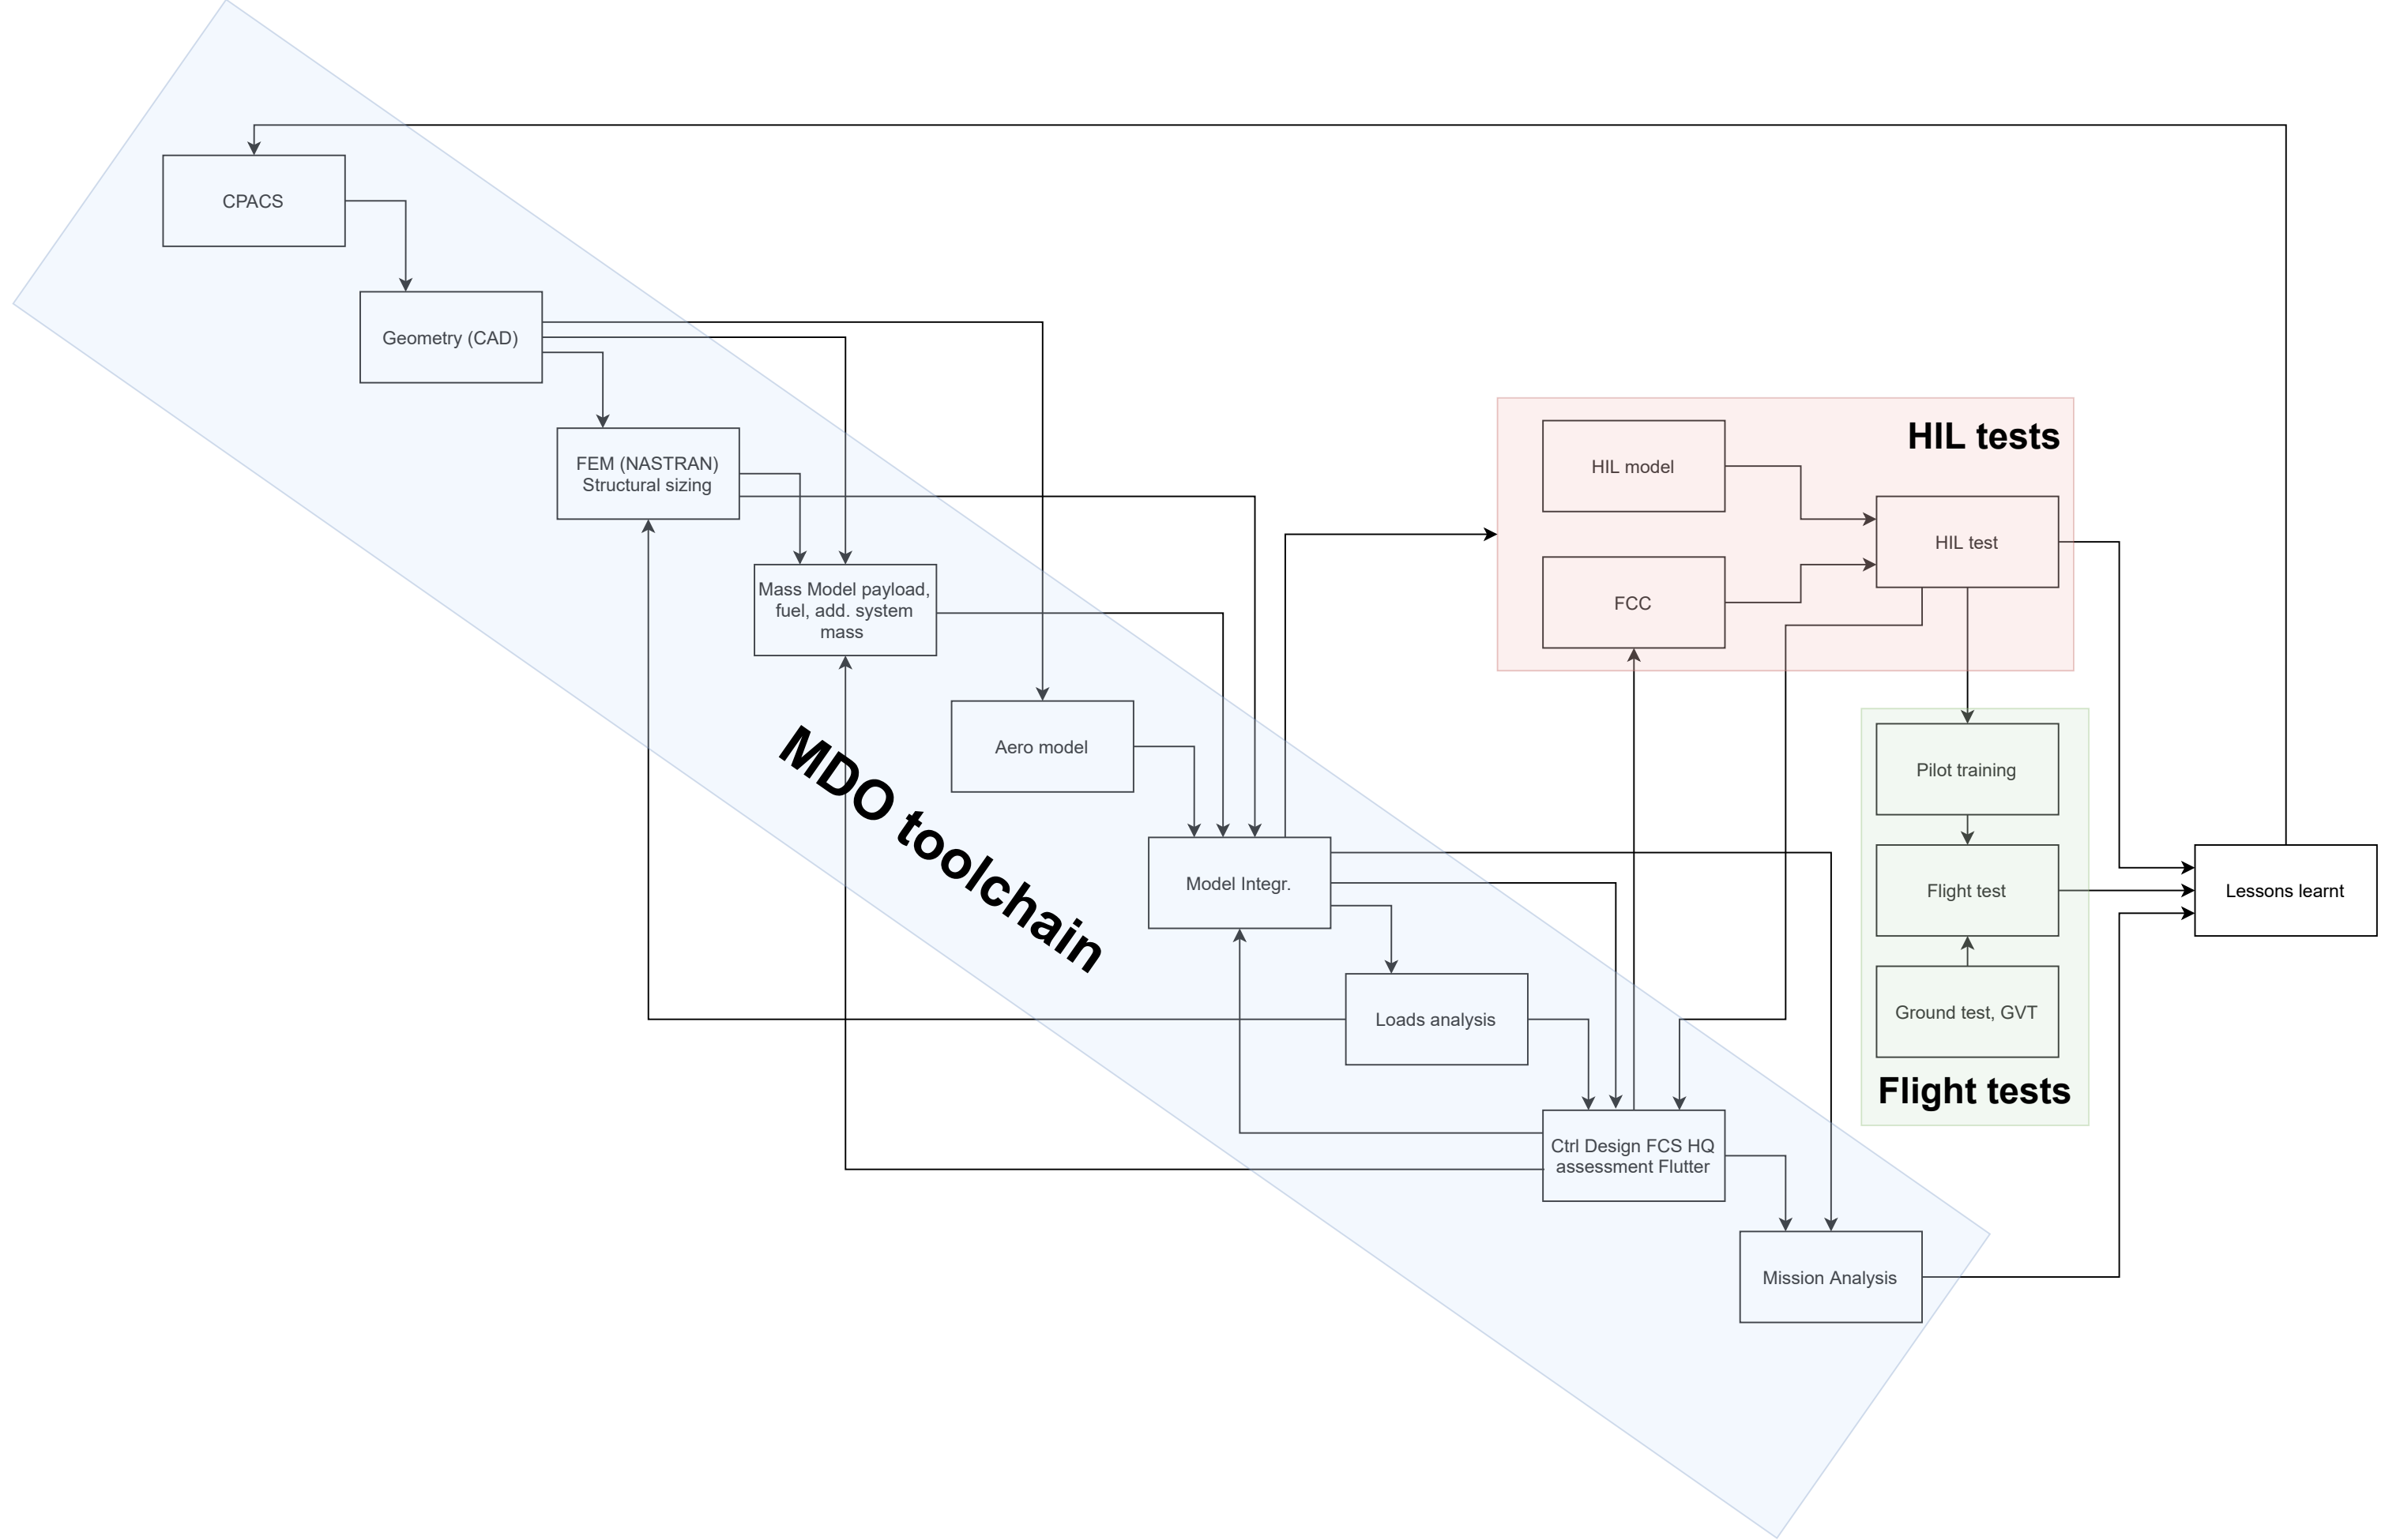 CPACS
Geometry (CAD)
FEM (NASTRAN)
Structural sizing
Mass Model payload,
fuel, add. system
mass
Aero model
MDO toolchain
Model Integr.
Loads analysis
Ctrl Design FCS HQ
assessment Flutter
Mission Analysis
HIL tests
HIL model
HIL test
FCC
Pilot training
Flight test
Ground test, GVT
Flight tests
Lessons learnt